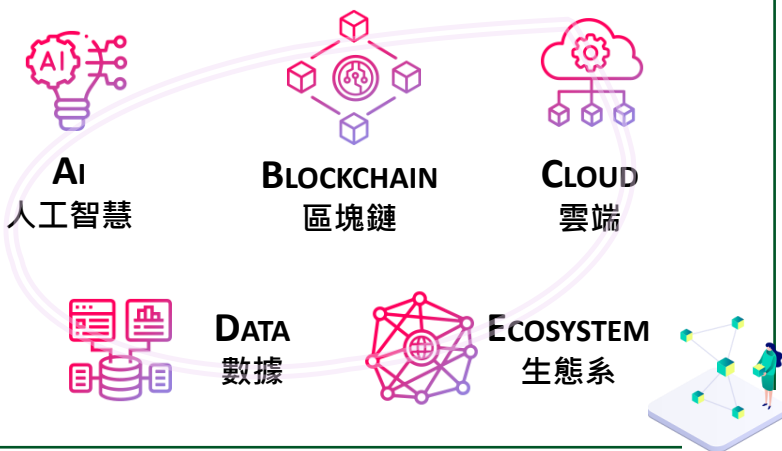 AI
AI
人工智慧
BLOCKCHAIN
區塊鏈
CLOUD
雲端
DATA
數據
ECOSYSTEM
生態系